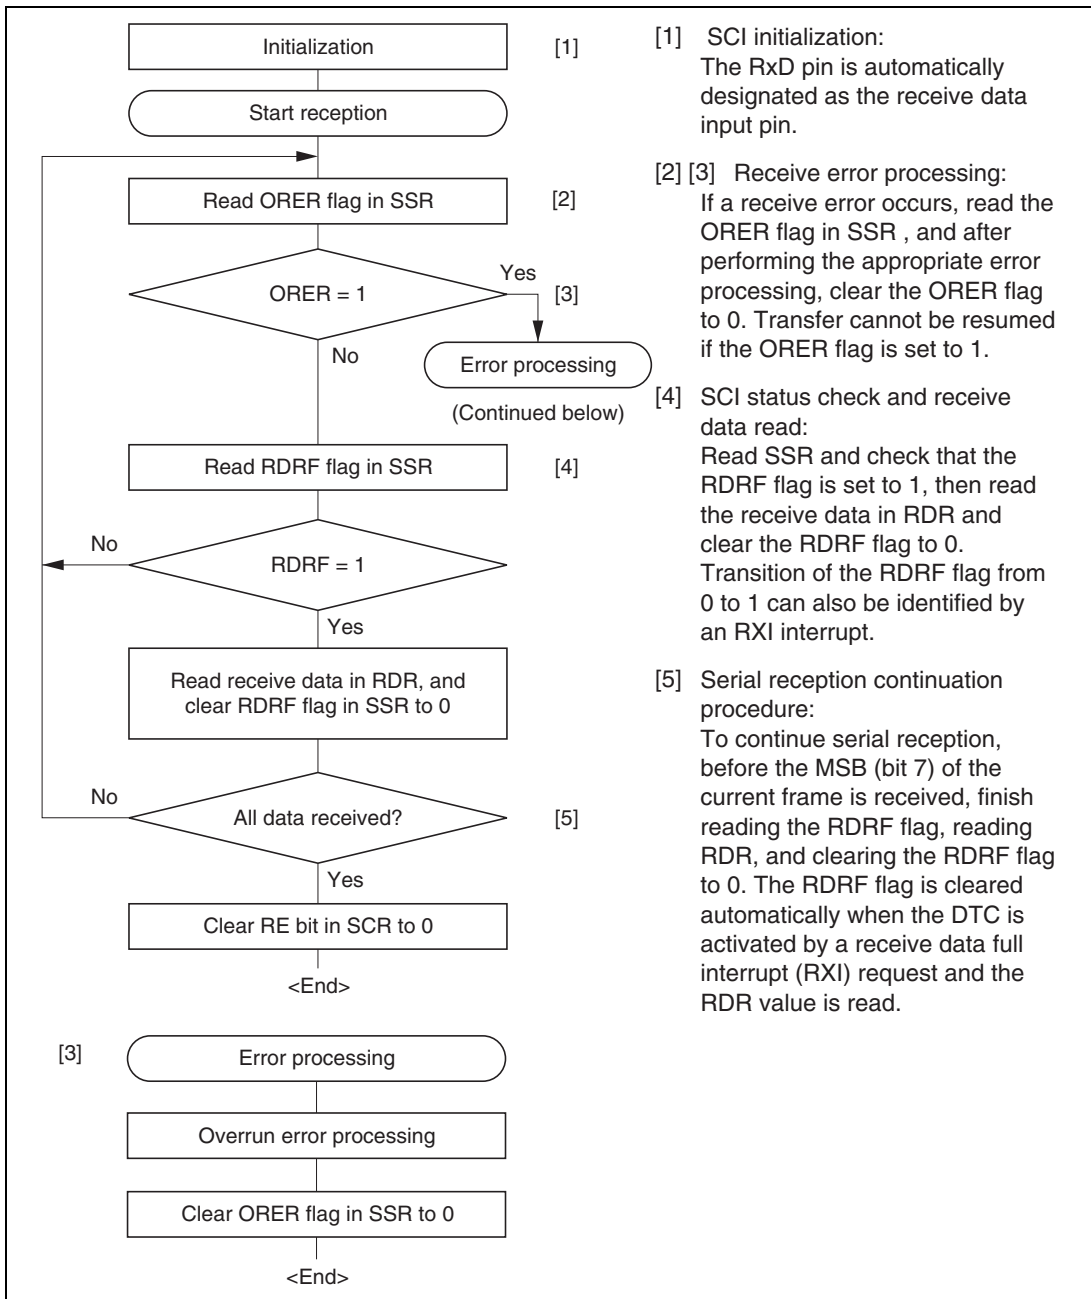 Initialization
[1]
Start reception
Read ORER flag in SSR
[2]
ORER = 1
Yes
[3]
No
Error processing
(Continued below)
Read RDRF flag in SSR
[4]
No
RDRF = 1
Yes
Read receive data in RDR, and
clear RDRF flag in SSR to 0
No
All data received?
[5]
Yes
Clear RE bit in SCR to 0
<End>
[3]
Error processing
Overrun error processing
Clear ORER flag in SSR to 0
<End>
[1] SCI initialization:
The RxD pin is automatically
designated as the receive data
input pin.
[2] [3] Receive error processing:
If a receive error occurs, read the
ORER flag in SSR , and after
performing the appropriate error
processing, clear the ORER flag
to 0. Transfer cannot be resumed
if the ORER flag is set to 1.
[4] SCI status check and receive
data read:
Read SSR and check that the
RDRF flag is set to 1, then read
the receive data in RDR and
clear the RDRF flag to 0.
Transition of the RDRF flag from
0 to 1 can also be identified by
an RXI interrupt.
[5] Serial reception continuation
procedure:
To continue serial reception,
before the MSB (bit 7) of the
current frame is received, finish
reading the RDRF flag, reading
RDR, and clearing the RDRF flag
to 0. The RDRF flag is cleared
automatically when the DTC is
activated by a receive data full
interrupt (RXI) request and the
RDR value is read.